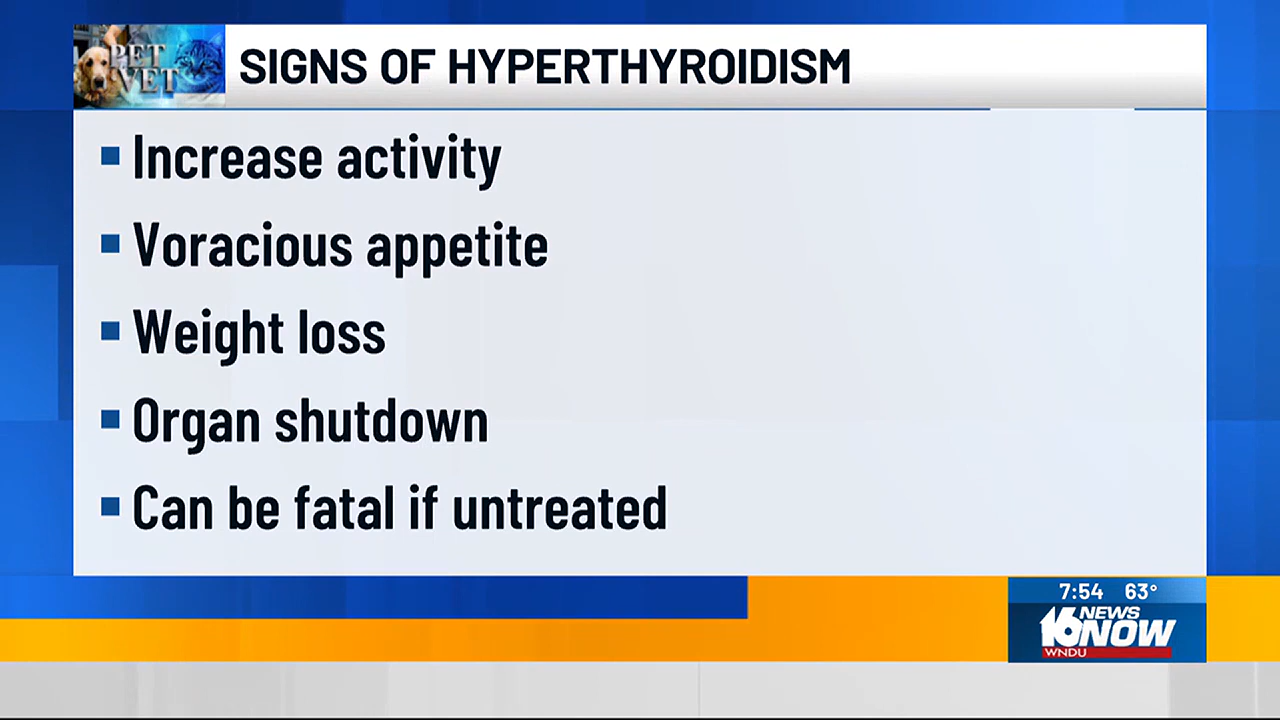 PET
VET
SIGNS OF HYPERTHYROIDISM
Increase activity
Voracious appetite
Weight loss
Organ shutdown
Can be fatal if untreated
7:54 63°
16 NEWS
NOW
WNDU